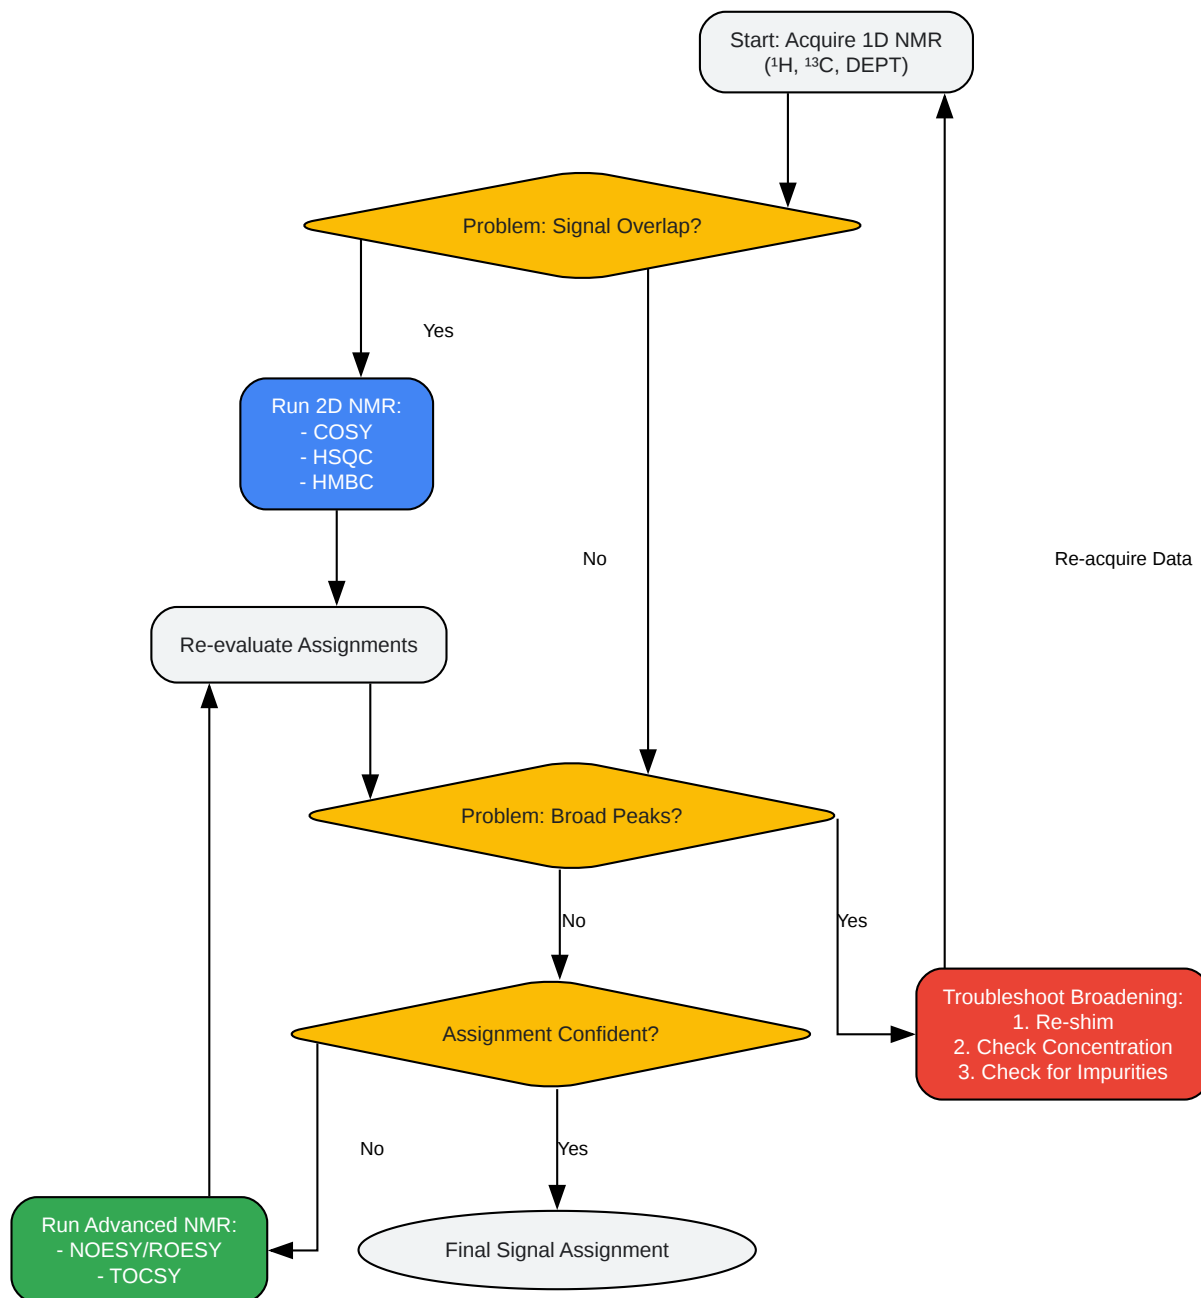 Start: Acquire 1D NMR
(¹H, ¹³C, DEPT)
Problem: Signal Overlap?
Yes
Run 2D NMR:
- COSY
- HSQC
- HMBC
No
Re-acquire Data
Re-evaluate Assignments
Problem: Broad Peaks?
No
Yes
Troubleshoot Broadening:
1. Re-shim
2. Check Concentration
3. Check for Impurities
Assignment Confident?
No
Yes
Run Advanced NMR:
- NOESY/ROESY
- TOCSY
Final Signal Assignment